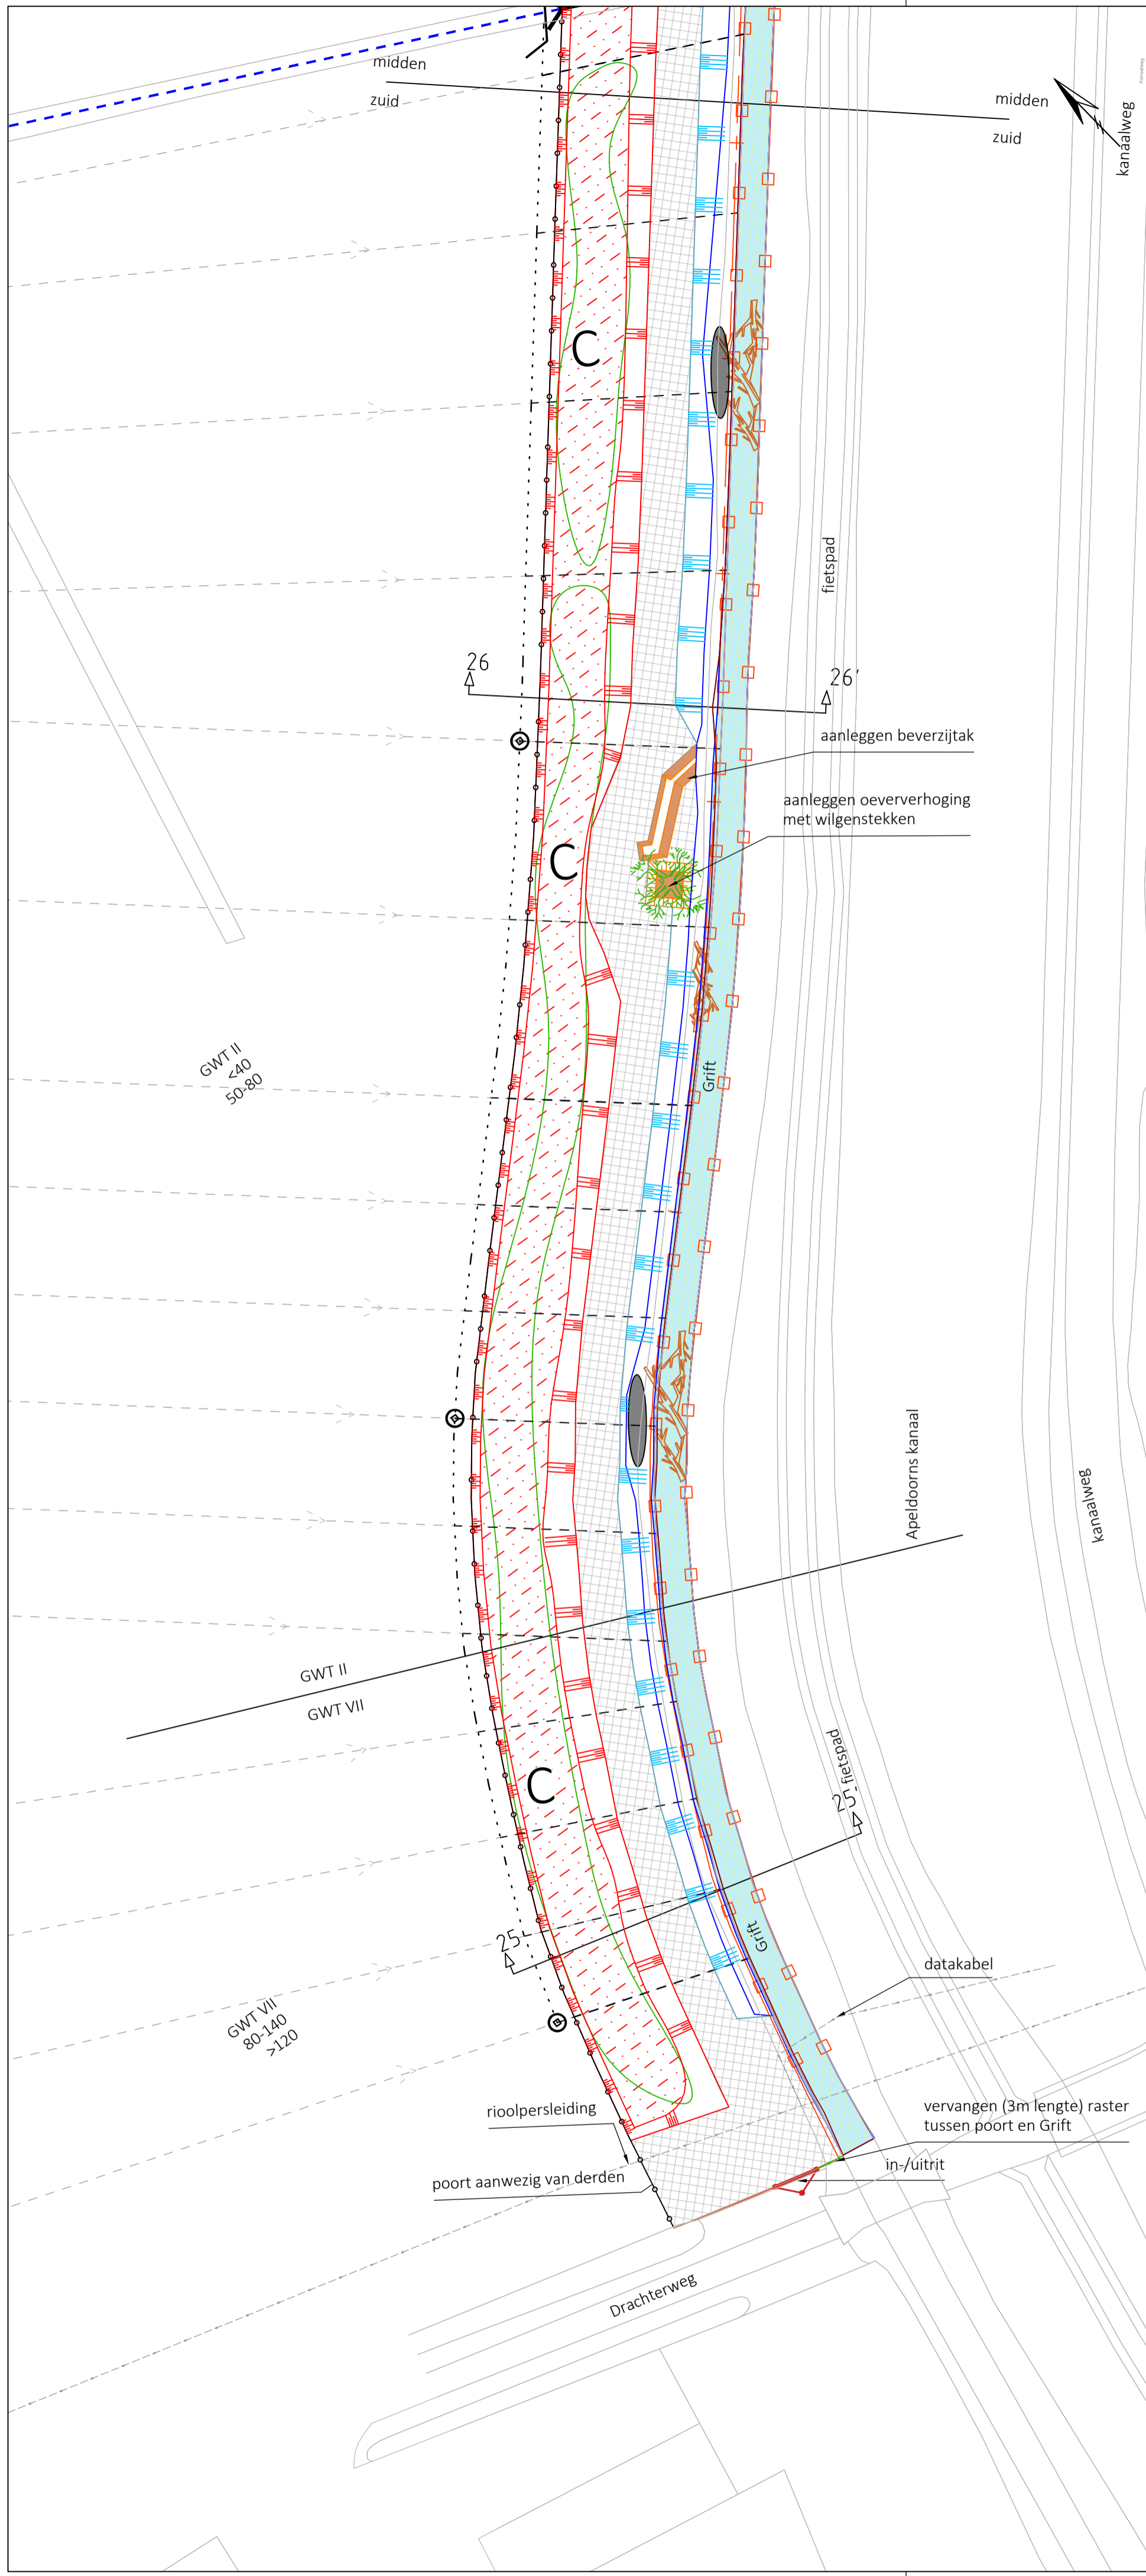 midden
zuid
midden
zuid
kanaalweg
C
fietspad
26
26'
aanleggen beverzijtak
aanleggen oeververhoging
met wilgenstekken
C
GWT II
<40
50-80
Grift
Apeldoorns kanaal
kanaalweg
GWT II
GWT VII
fietspad
C
25'
25
Grift
datakabel
GWT VII
80-140
>120
rioolpersleiding
vervangen (3m lengte) raster
tussen poort en Grift
in-/uitrit
poort aanwezig van derden
Drachterweg